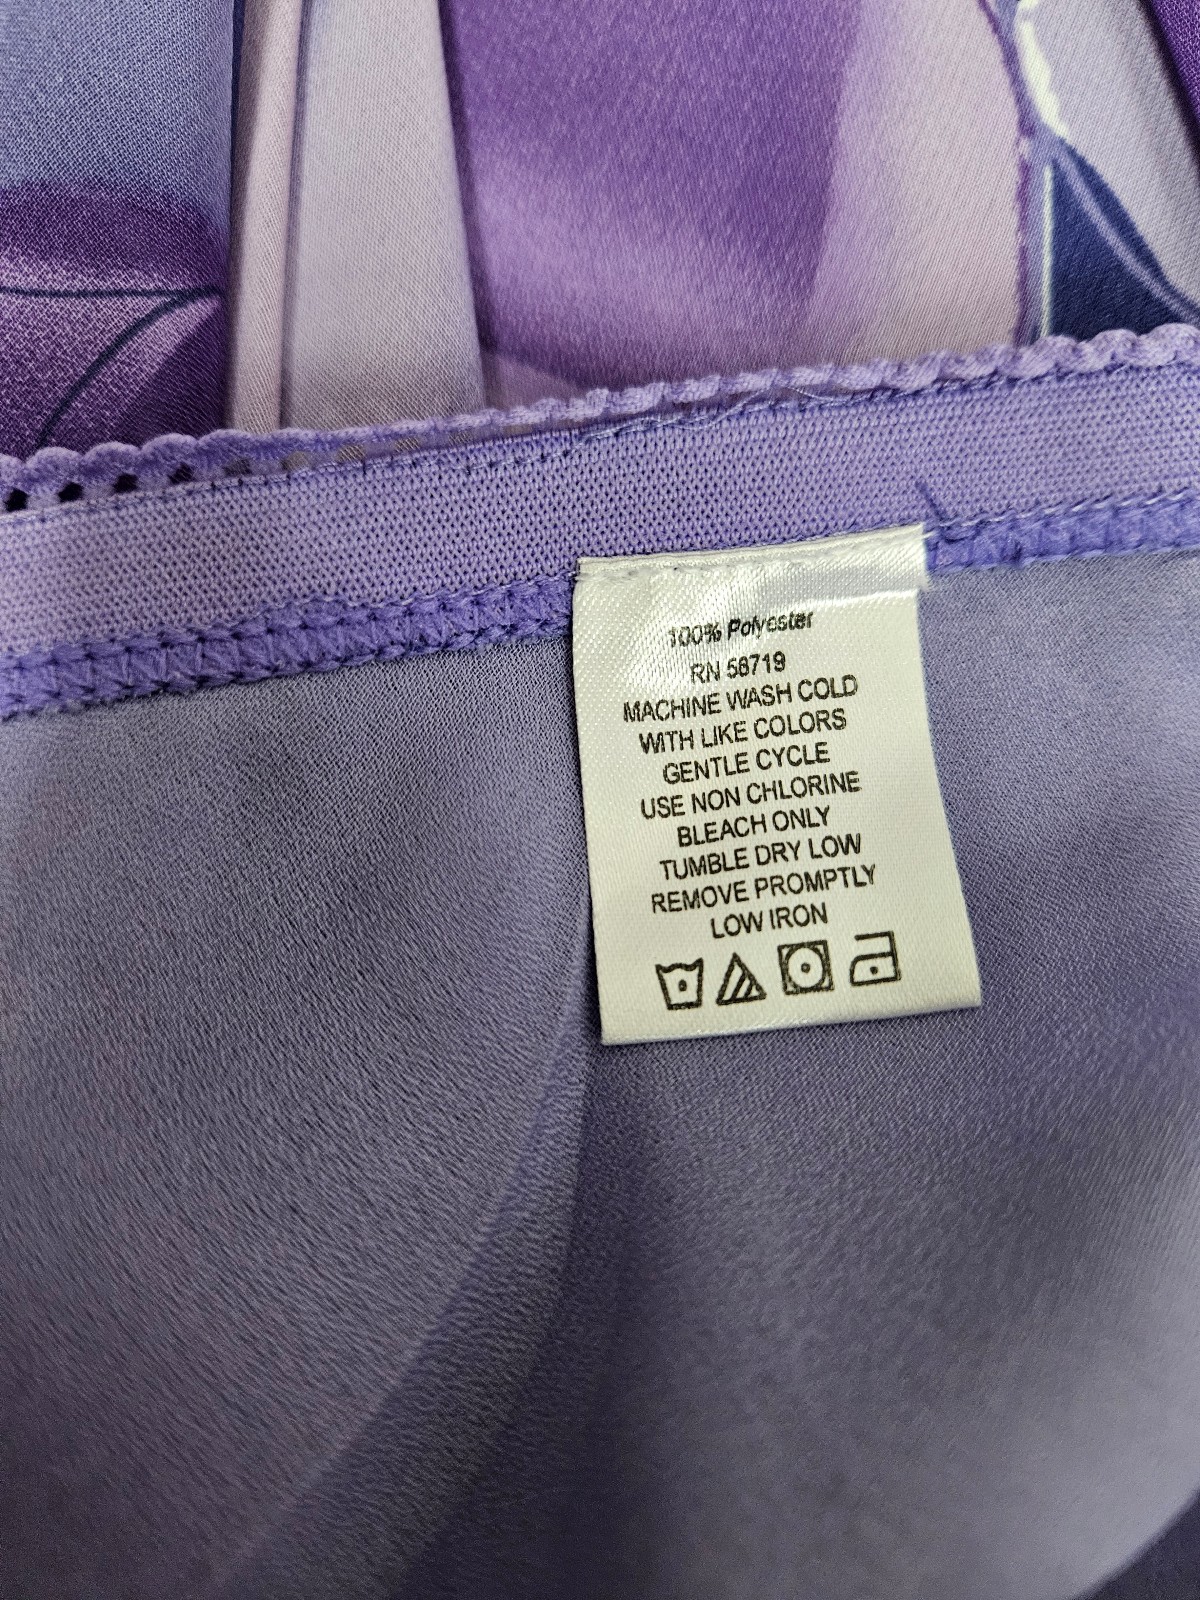 100% Polyester
RN 58719
MACHINE WASH COLD
WITH LIKE COLORS
GENTLE CYCLE
USE NON CHLORINE
BLEACH ONLY
TUMBLE DRY LOW
REMOVE PROMPTLY
LOW IRON